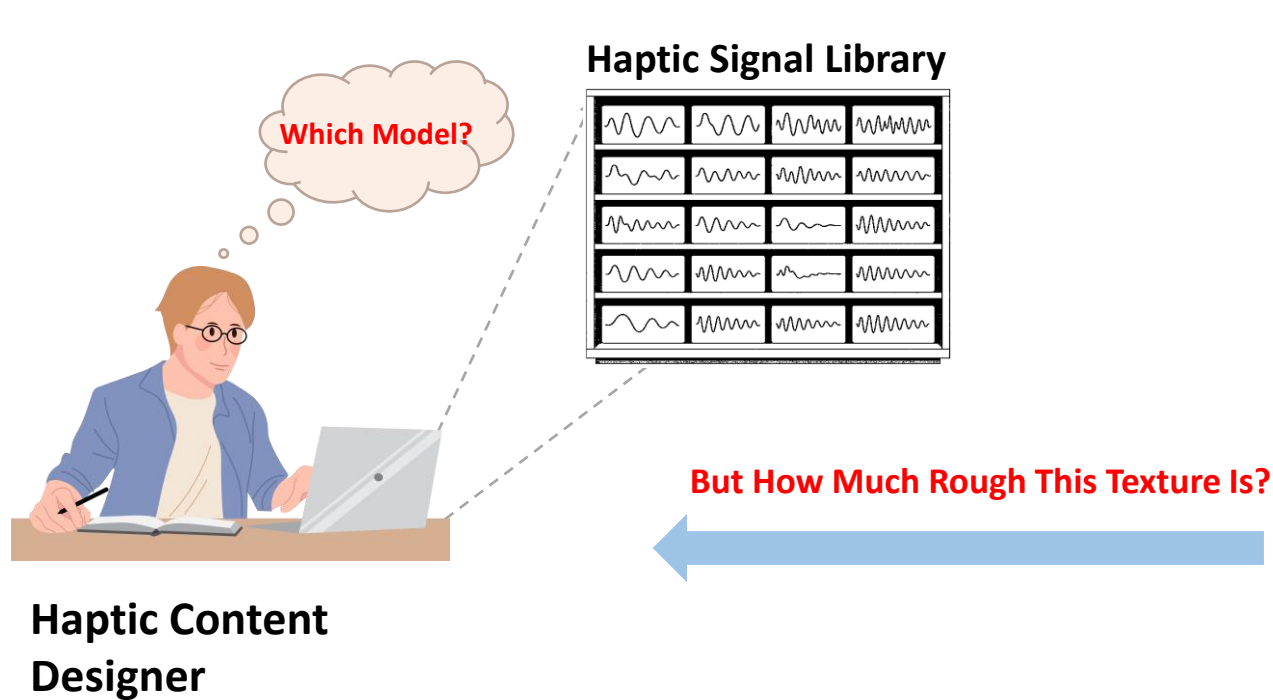 Haptic Signal Library
Which Model?
But How Much Rough This Texture Is?
Haptic Content
Designer